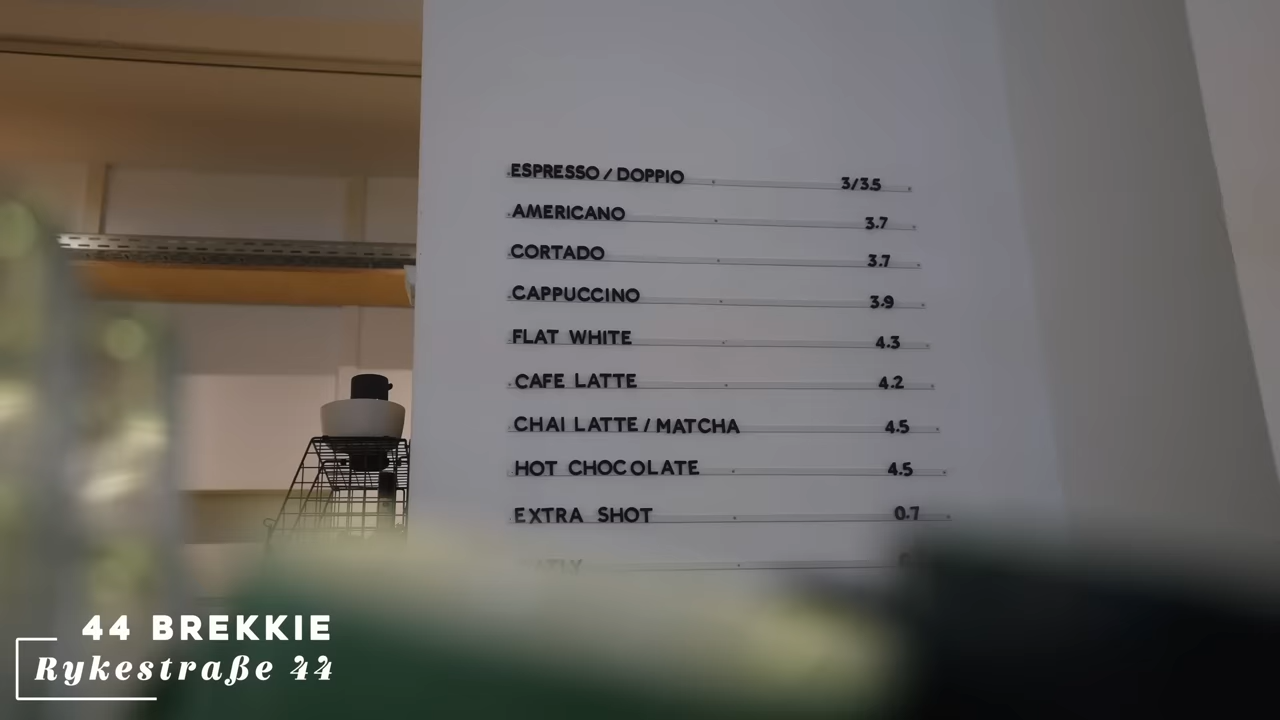 ESPRESSO / DOPPIO 3/3.5
AMERICANO 3.7
CORTADO 3.7
CAPPUCCINO 3.9
FLAT WHITE 4.3
CAFE LATTE 4.2
CHAI LATTE / MATCHA 4.5
HOT CHOCOLATE 4.5
EXTRA SHOT 0.7
44 BREKKIE
Rykestraße 44